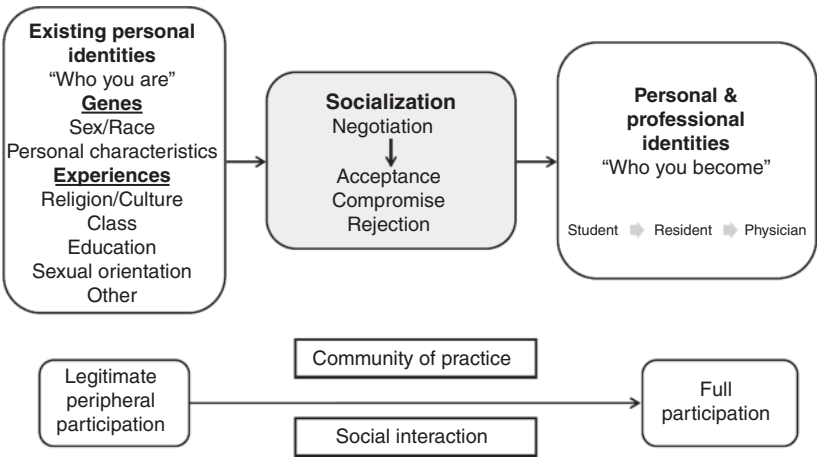 Existing personal
identities
“Who you are”
Genes
Sex/Race
Personal characteristics
Experiences
Religion/Culture
Class
Education
Sexual orientation
Other
Socialization
Negotiation
Acceptance
Compromise
Rejection
Personal &
professional
identities
“Who you become”
Student Resident Physician
Legitimate
peripheral
participation
Community of practice
Social interaction
Full
participation